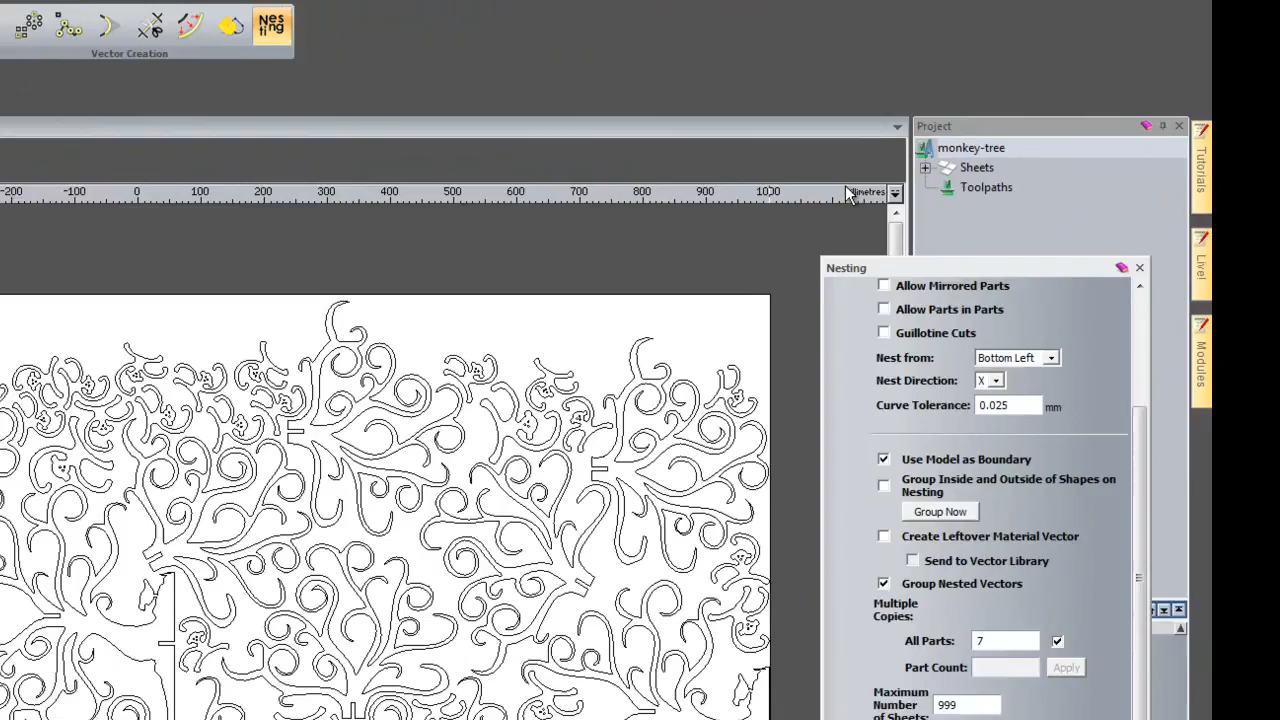 Nes
ting
Vector Creation
Project
monkey-tree
Sheets
Toolpaths
Tutorials
Live!
Modules
-200 -100 0 100 200 300 400 500 600 700 800 900 1000
Nesting
Allow Mirrored Parts
Allow Parts in Parts
Guillotine Cuts
Nest from: Bottom Left
Nest Direction: X
Curve Tolerance: 0.025 mm
Use Model as Boundary
Group Inside and Outside of Shapes on
Nesting
Group Now
Create Leftover Material Vector
Send to Vector Library
Group Nested Vectors
Multiple
Copies:
All Parts: 7
Part Count:
Apply
Maximum
Number
of Sheets:
999